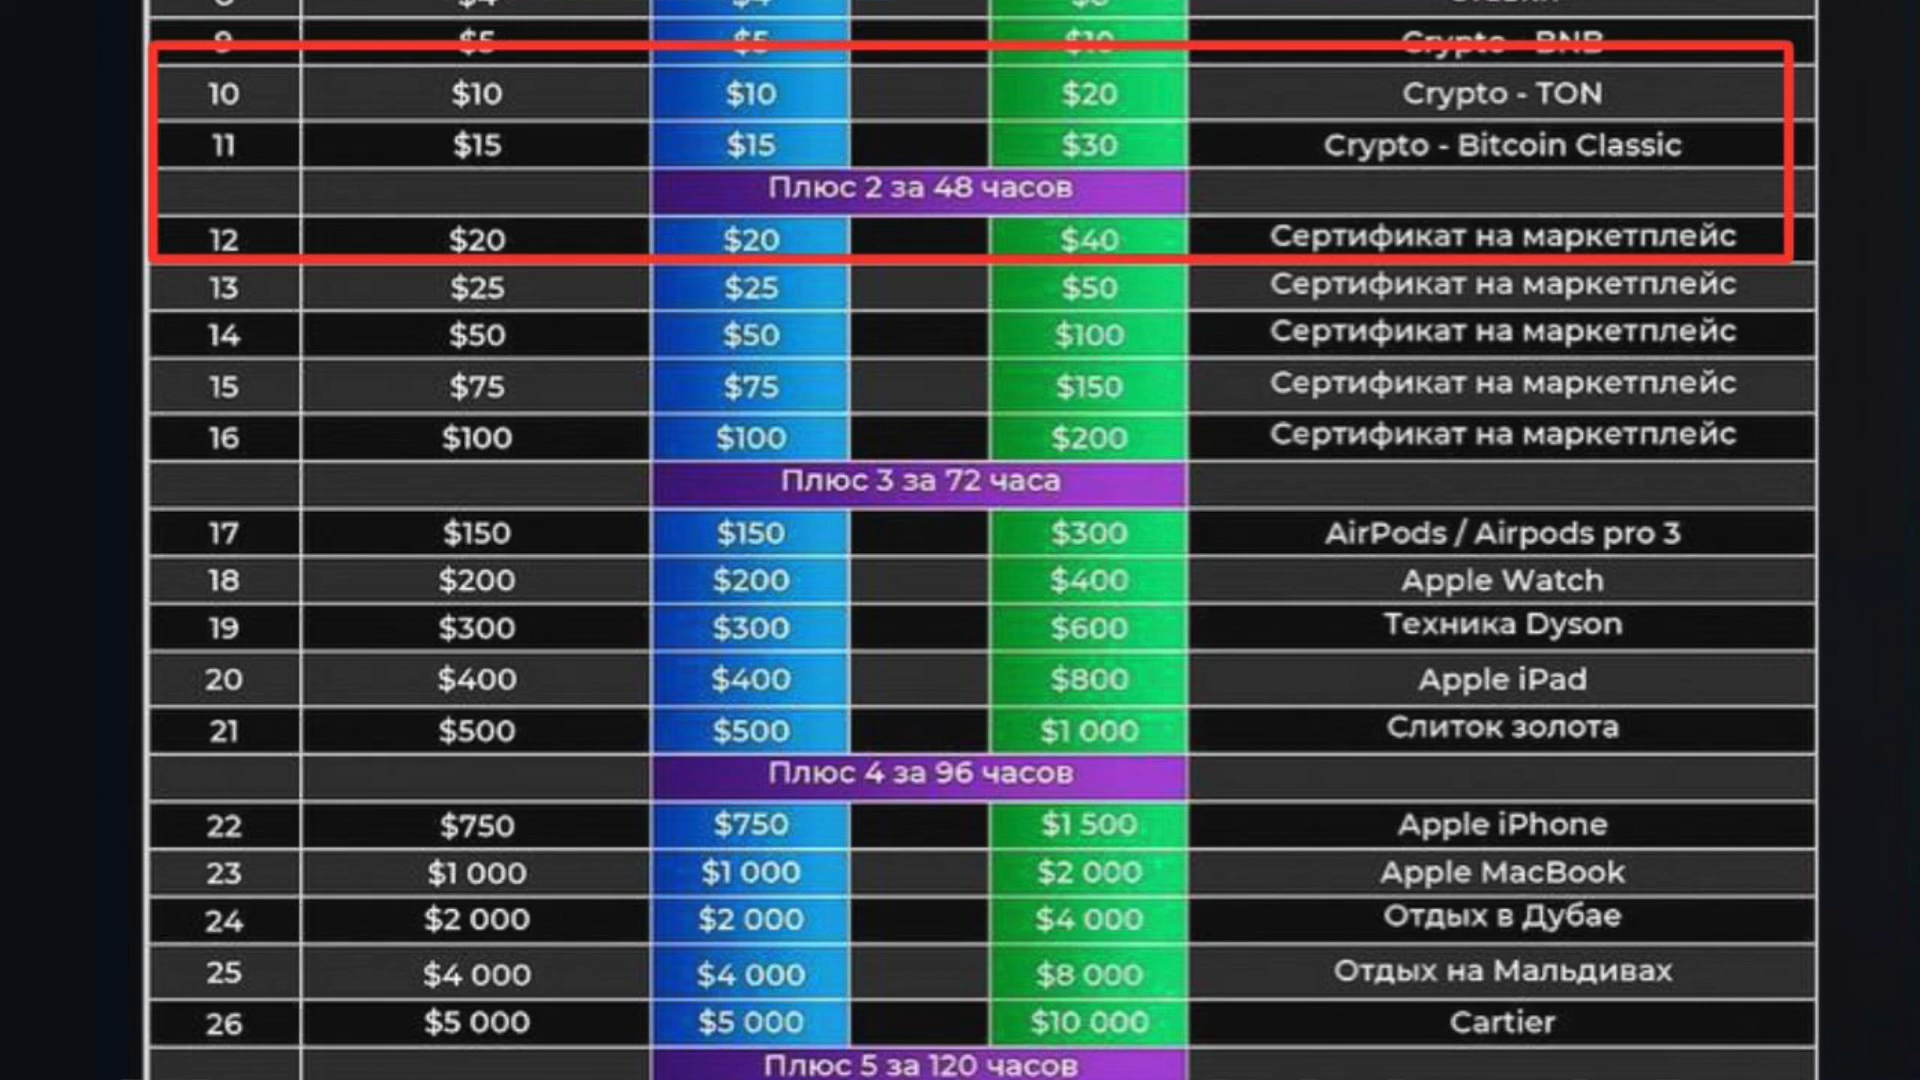 9 $5 $5 $10 Crypto - BNB
10 $10 $10 $20 Crypto - TON
11 $15 $15 $30 Crypto - Bitcoin Classic
Плюс 2 за 48 часов
12 $20 $20 $40 Сертификат на маркетплейс
13 $25 $25 $50 Сертификат на маркетплейс
14 $50 $50 $100 Сертификат на маркетплейс
15 $75 $75 $150 Сертификат на маркетплейс
16 $100 $100 $200 Сертификат на маркетплейс
Плюс 3 за 72 часа
17 $150 $150 $300 AirPods / Airpods pro 3
18 $200 $200 $400 Apple Watch
19 $300 $300 $600 Техника Dyson
20 $400 $400 $800 Apple iPad
21 $500 $500 $1 000 Слиток золота
Плюс 4 за 96 часов
22 $750 $750 $1 500 Apple iPhone
23 $1 000 $1 000 $2 000 Apple MacBook
24 $2 000 $2 000 $4 000 Отдых в Дубае
25 $4 000 $4 000 $8 000 Отдых на Мальдивах
26 $5 000 $5 000 $10 000 Cartier
Плюс 5 за 120 часов